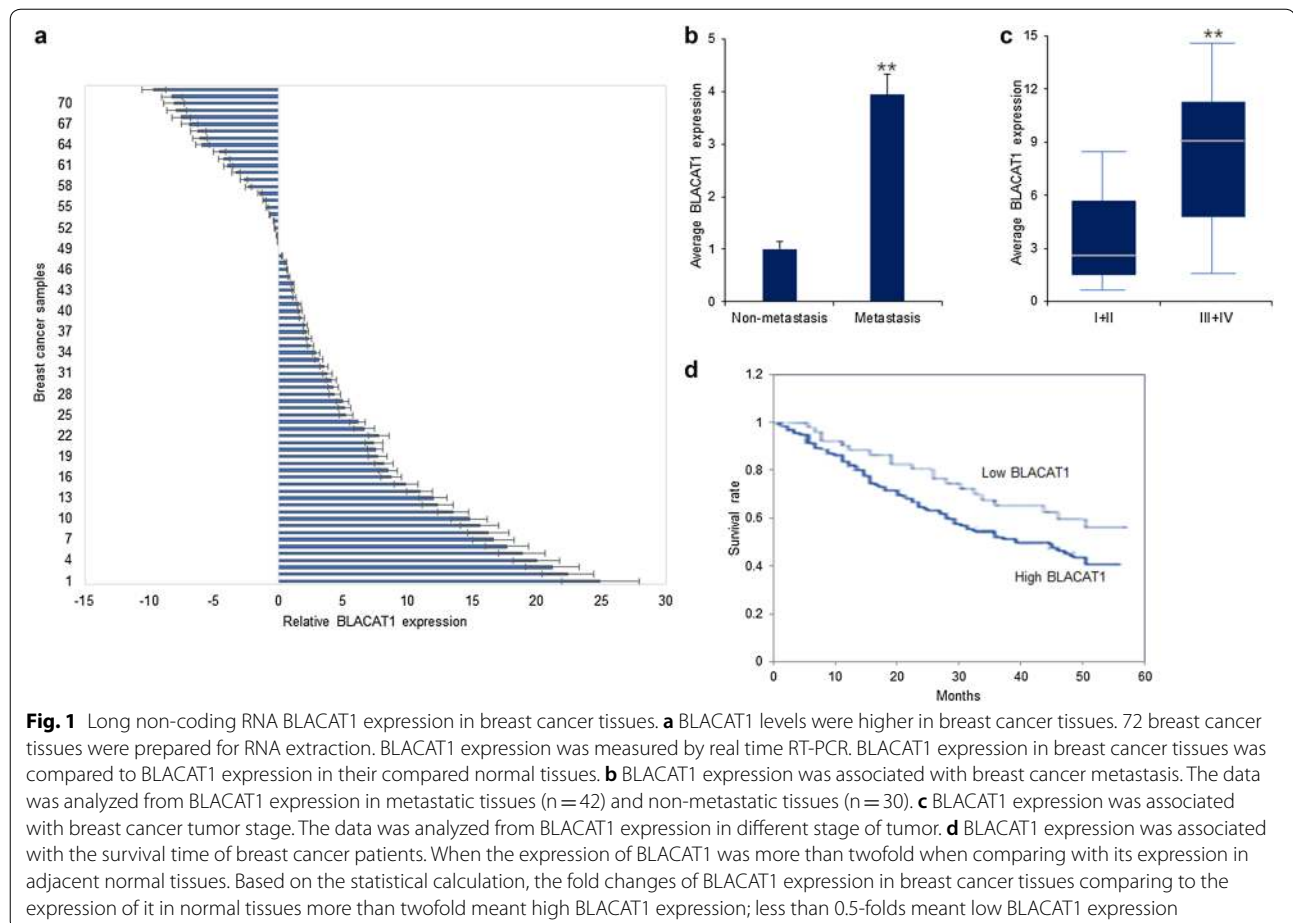 a
70
67
64
61
58
55
52
49
46
43
40
37
34
31
28
25
22
19
16
13
10
7
4
1
Breast cancer samples
-15 -10 -5 0 5 10 15 20 25 30
Relative BLACAT1 expression
b
5
4
3
2
1
0
Average BLACAT1 expression
**
Non-metastasis Metastasis
c
15
12
9
6
3
0
Average BLACAT1 expression
**
I+II III+IV
d
1.2
1
0.8
0.6
0.4
0.2
0
Survival rate
Low BLACAT1
High BLACAT1
0 10 20 30 40 50 60
Months
Fig. 1 Long non-coding RNA BLACAT1 expression in breast cancer tissues. a BLACAT1 levels were higher in breast cancer tissues. 72 breast cancer
tissues were prepared for RNA extraction. BLACAT1 expression was measured by real time RT-PCR. BLACAT1 expression in breast cancer tissues was
compared to BLACAT1 expression in their compared normal tissues. b BLACAT1 expression was associated with breast cancer metastasis. The data
was analyzed from BLACAT1 expression in metastatic tissues (n = 42) and non-metastatic tissues (n = 30). c BLACAT1 expression was associated
with breast cancer tumor stage. The data was analyzed from BLACAT1 expression in different stage of tumor. d BLACAT1 expression was associated
with the survival time of breast cancer patients. When the expression of BLACAT1 was more than twofold when comparing with its expression in
adjacent normal tissues. Based on the statistical calculation, the fold changes of BLACAT1 expression in breast cancer tissues comparing to the
expression of it in normal tissues more than twofold meant high BLACAT1 expression; less than 0.5-folds meant low BLACAT1 expression